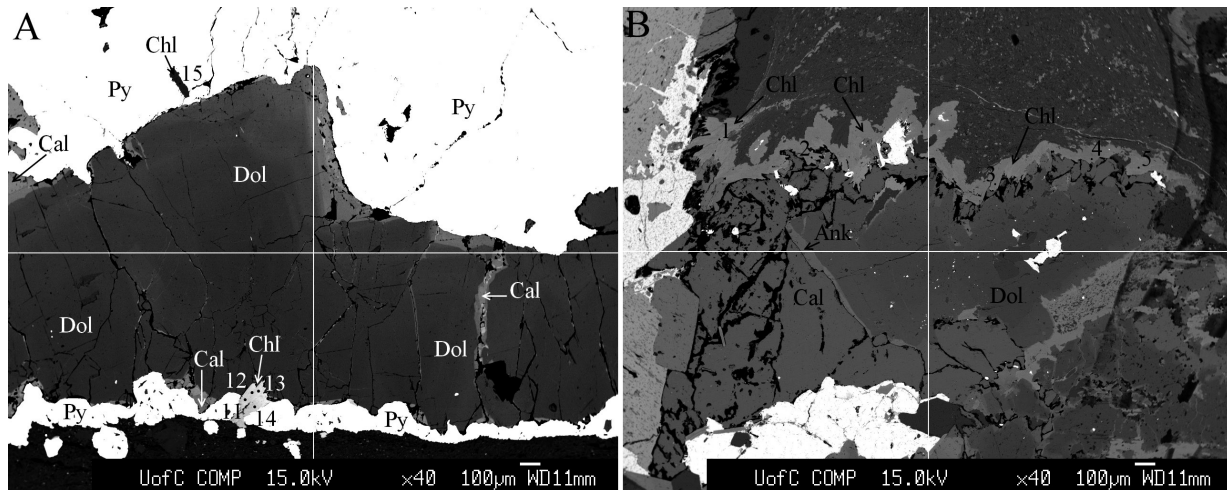 A
Chl
15
Py
Py
Cal
Dol
Cal
Dol
Cal
Chl
Dol
12
13
Py
11
14
Py
UofC COMP 15.0kV ×40 100μm WD11mm
B
Chl
Chl
1
Chl
2
4
5
3
Ank
Cal
Dol
UofC COMP 15.0kV ×40 100μm WD11mm